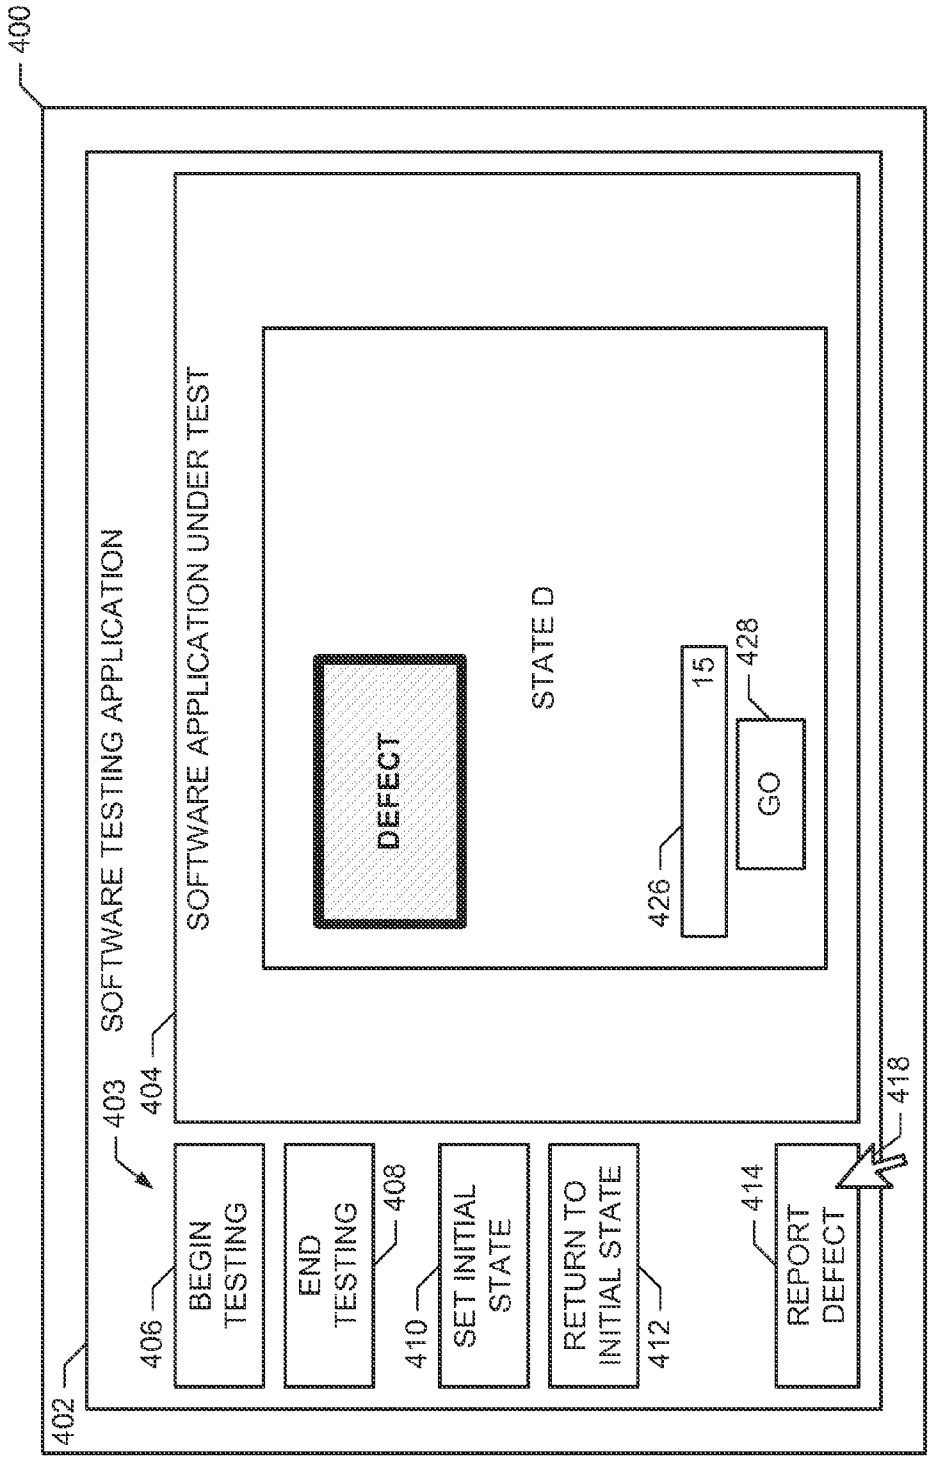 400
402
SOFTWARE TESTING APPLICATION
403
404
SOFTWARE APPLICATION UNDER TEST
406
BEGIN
TESTING
END
TESTING
408
410
SET INITIAL
STATE
RETURN TO
INITIAL STATE
412
414
REPORT
DEFECT
418
DEFECT
STATE D
426
15
GO
428